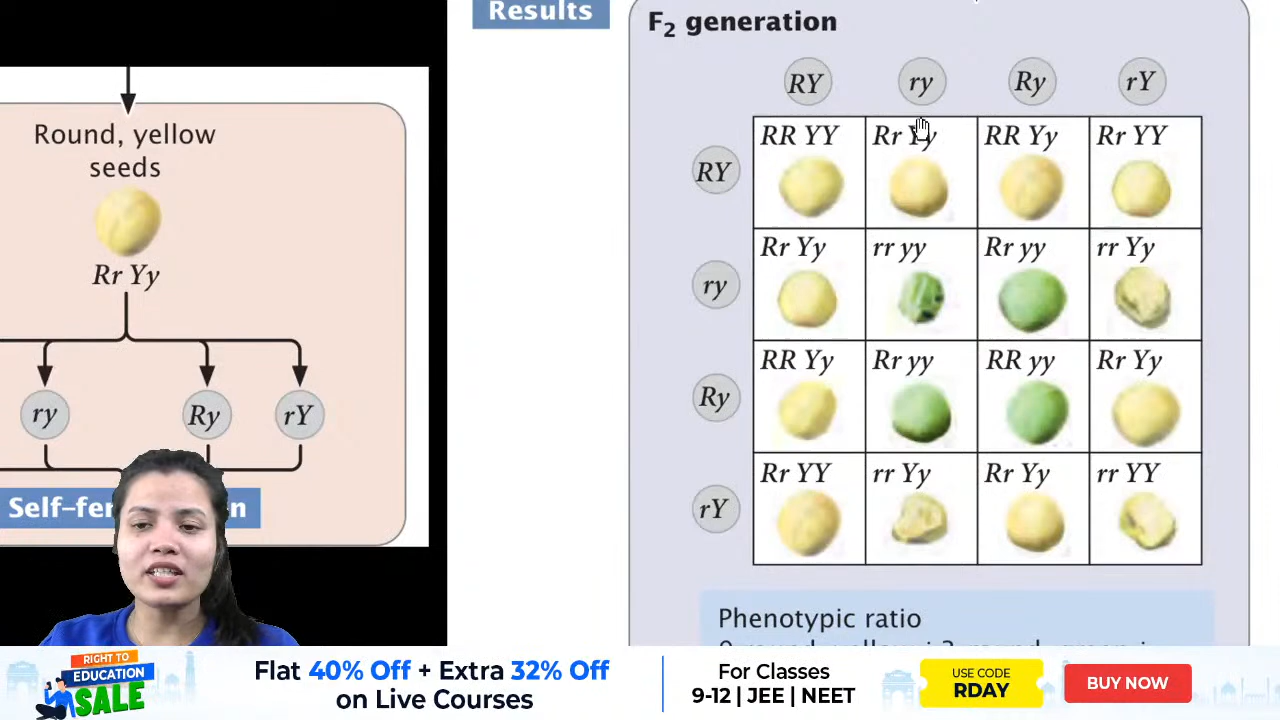 Results
F₂ generation
Round, yellow
seeds
Rr Yy
ry
Ry
rY
Self-fer
n
RY
ry
Ry
rY
RY
RR YY
Rr Yy
RR Yy
Rr YY
ry
Rr Yy
rr yy
Rr yy
rr Yy
Ry
RR Yy
Rr yy
RR yy
Rr Yy
rY
Rr YY
rr Yy
Rr Yy
rr YY
Phenotypic ratio
RIGHT TO
EDUCATION
SALE
Flat 40% Off + Extra 32% Off
on Live Courses
For Classes
9-12 | JEE | NEET
USE CODE
RDAY
BUY NOW